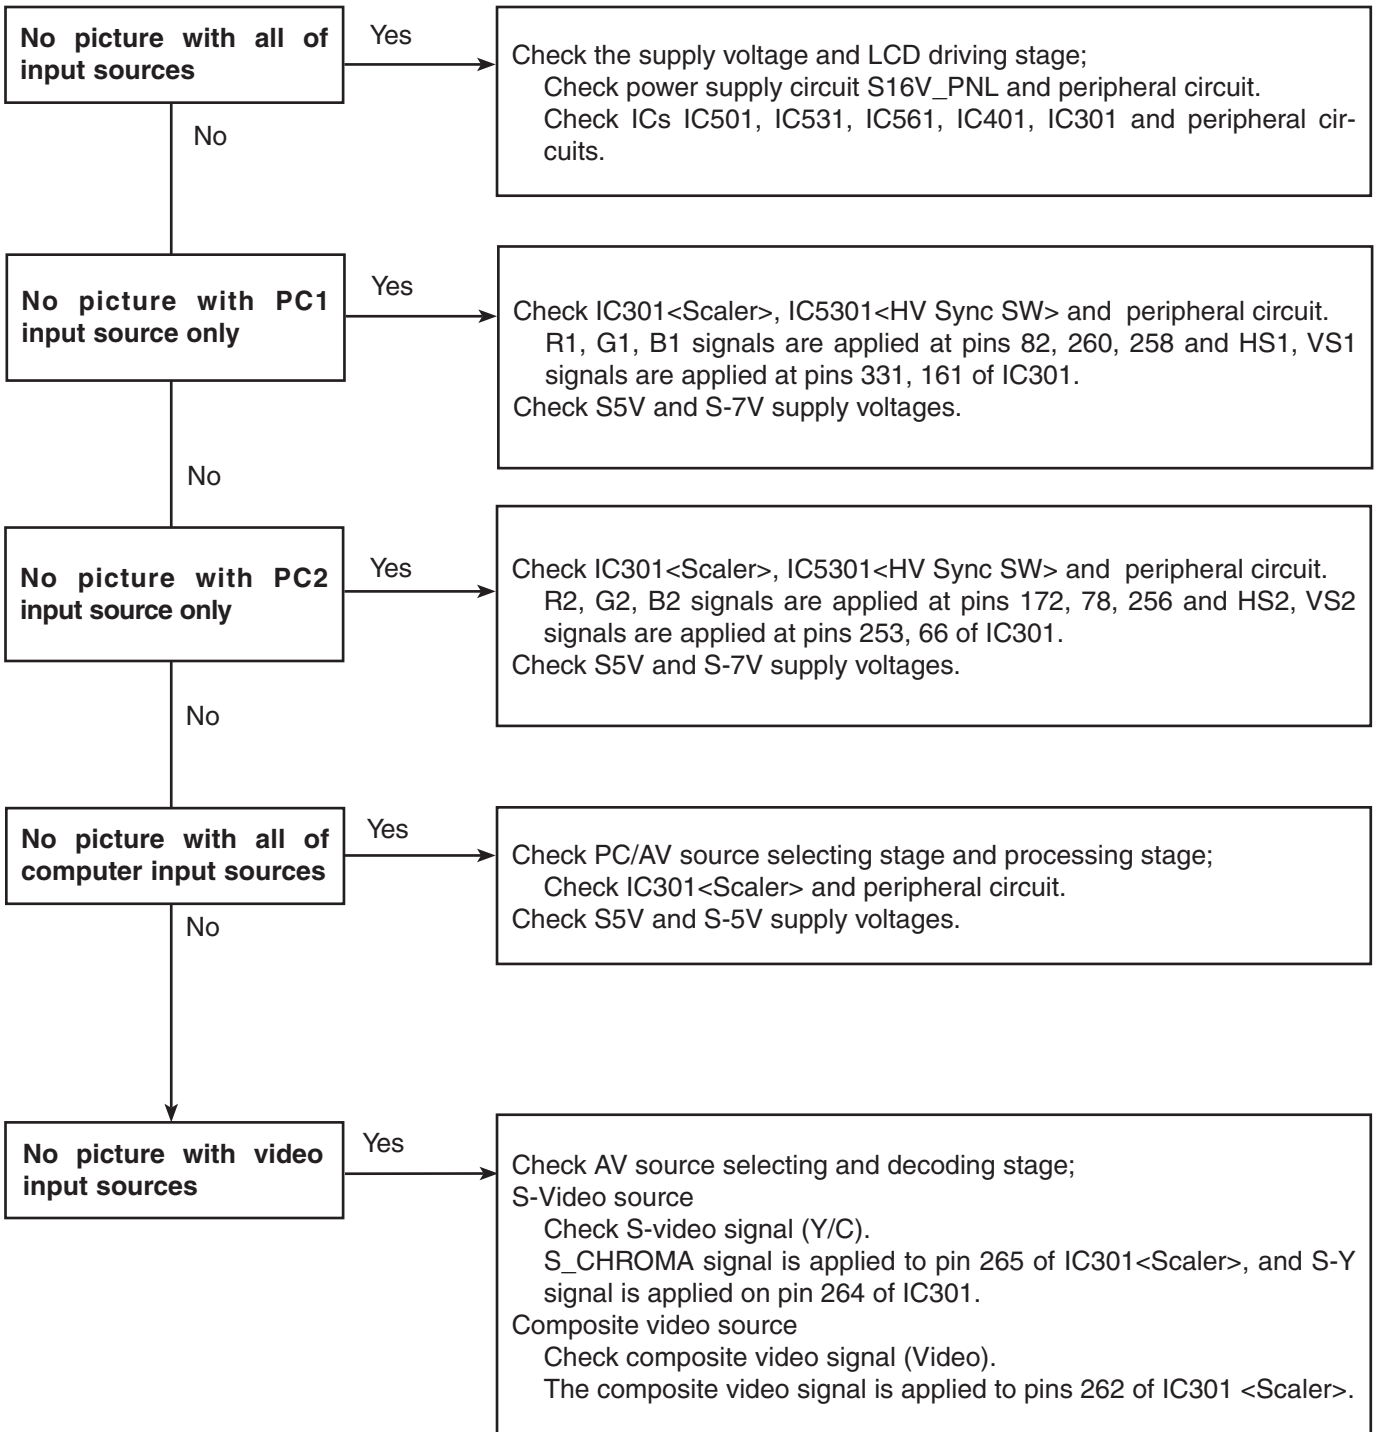 No picture with all of
input sources
Yes
Check the supply voltage and LCD driving stage;
Check power supply circuit S16V_PNL and peripheral circuit.
Check ICs IC501, IC531, IC561, IC401, IC301 and peripheral cir-
cuits.
No
No picture with PC1
input source only
Yes
Check IC301<Scaler>, IC5301<HV Sync SW> and peripheral circuit.
R1, G1, B1 signals are applied at pins 82, 260, 258 and HS1, VS1
signals are applied at pins 331, 161 of IC301.
Check S5V and S-7V supply voltages.
No
No picture with PC2
input source only
Yes
Check IC301<Scaler>, IC5301<HV Sync SW> and peripheral circuit.
R2, G2, B2 signals are applied at pins 172, 78, 256 and HS2, VS2
signals are applied at pins 253, 66 of IC301.
Check S5V and S-7V supply voltages.
No
No picture with all of
computer input sources
Yes
Check PC/AV source selecting stage and processing stage;
Check IC301<Scaler> and peripheral circuit.
Check S5V and S-5V supply voltages.
No
No picture with video
input sources
Yes
Check AV source selecting and decoding stage;
S-Video source
Check S-video signal (Y/C).
S_CHROMA signal is applied to pin 265 of IC301<Scaler>, and S-Y
signal is applied on pin 264 of IC301.
Composite video source
Check composite video signal (Video).
The composite video signal is applied to pins 262 of IC301 <Scaler>.